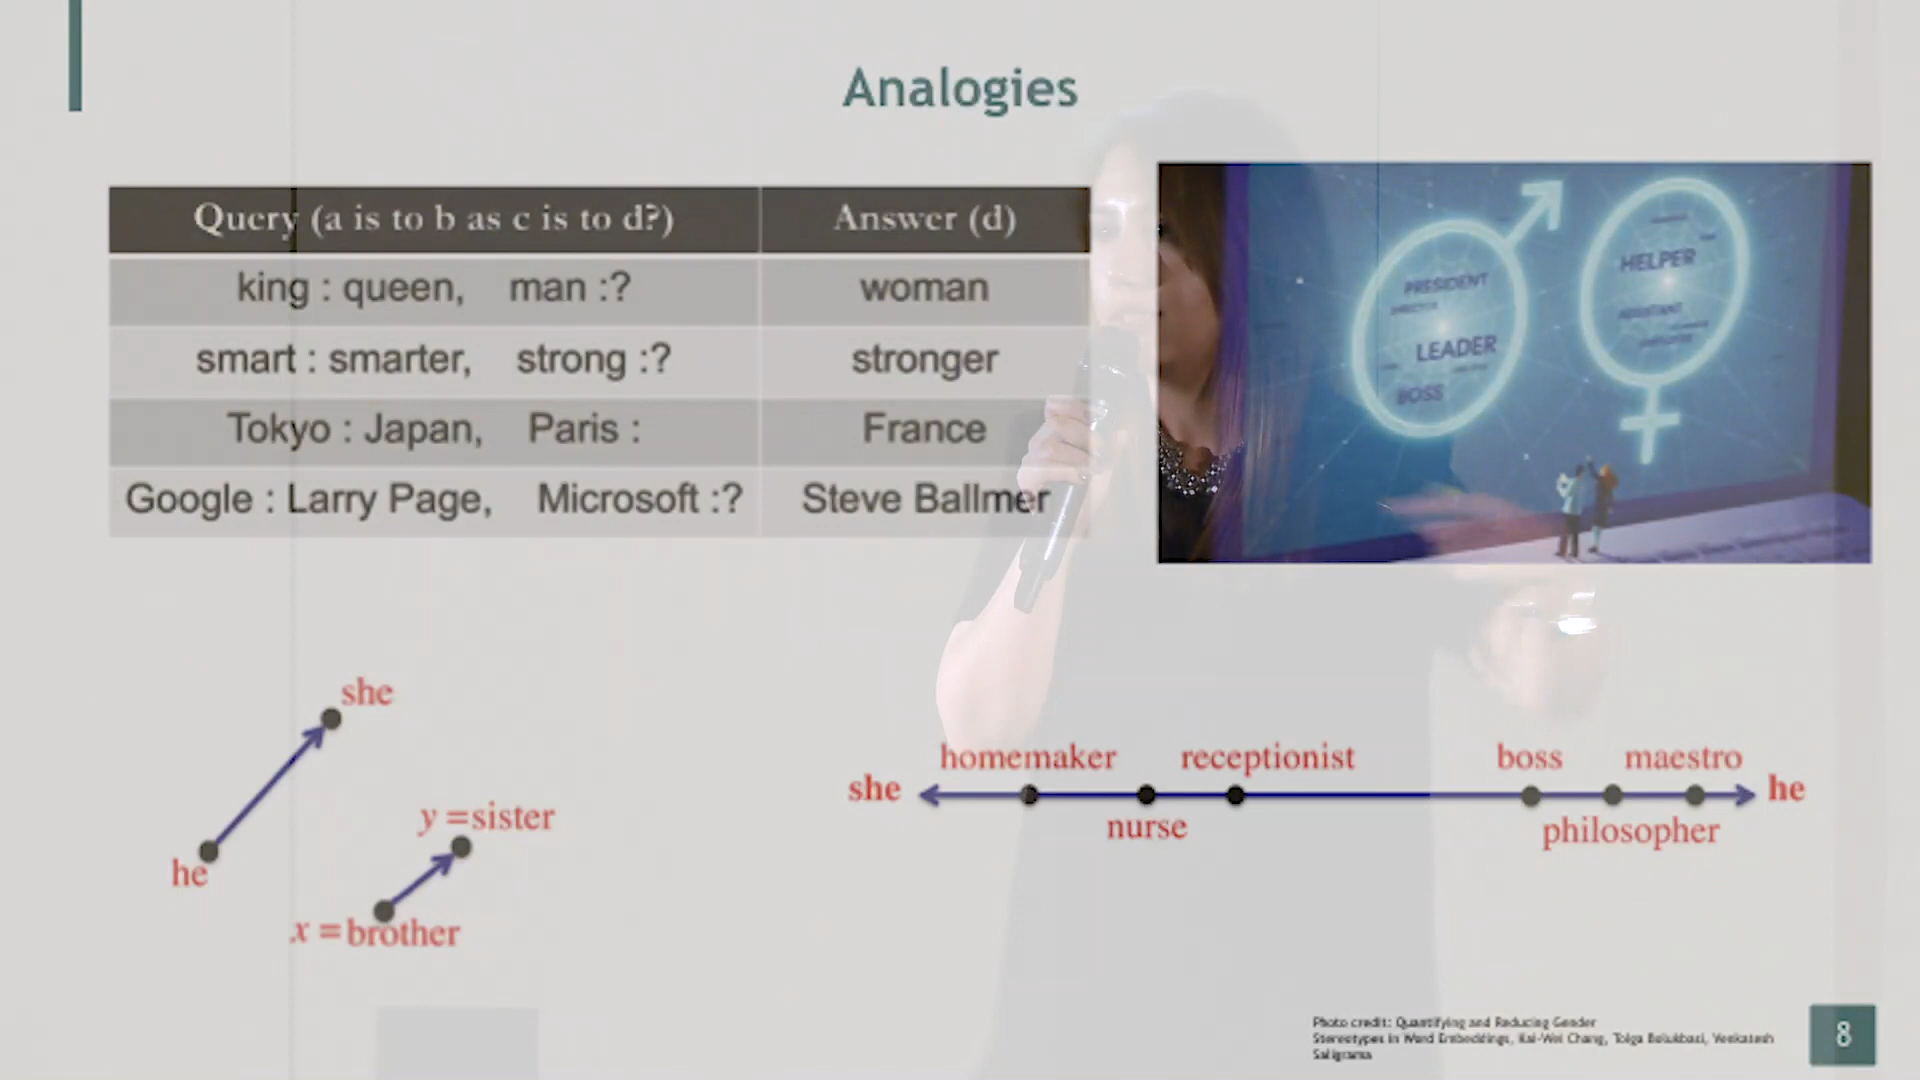 Analogies
Query (a is to b as c is to d?) Answer (d)
king : queen, man :? woman
smart : smarter, strong :? stronger
Tokyo : Japan, Paris : France
Google : Larry Page, Microsoft :? Steve Ballmer
PRESIDENT
LEADER
BOSS
HELPER
ASSISTANT
she
he
y = sister
x = brother
homemaker receptionist boss maestro
she he
nurse philosopher
Photo credit: Quantifying and Reducing Gender
Stereotypes in Word Embeddings, Kai-Wei Chang, Tolga Bolukbasi, Venkatesh
Saligrama
8